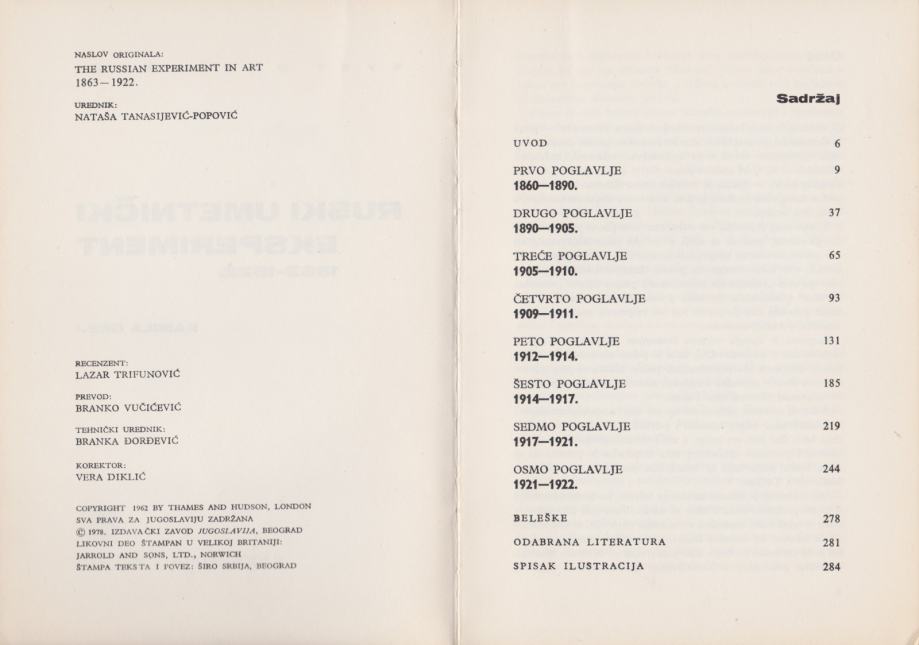 NASLOV ORIGINALA:
THE RUSSIAN EXPERIMENT IN ART
1863—1922.
UREDNIK:
NATAŠA TANASIJEVIĆ-POPOVIĆ
RECENZENT:
LAZAR TRIFUNOVIĆ
PREVOD:
BRANKO VUČIĆEVIĆ
TEHNIČKI UREDNIK:
BRANKA ĐORĐEVIĆ
KOREKTOR:
VERA DIKLIĆ
COPYRIGHT 1962 BY THAMES AND HUDSON, LONDON
SVA PRAVA ZA JUGOSLAVIJU ZADRŽANA
© 1978. IZDAVAČKI ZAVOD JUGOSLAVIJA, BEOGRAD
LIKOVNI DEO ŠTAMPAN U VELIKOJ BRITANIJI:
JARROLD AND SONS, LTD., NORWICH
ŠTAMPA TEKSTA I POVEZ: ŠIRO SRBIJA, BEOGRAD
Sadržaj
UVOD 6
PRVO POGLAVLJE 9
1860—1890.
DRUGO POGLAVLJE 37
1890—1905.
TREĆE POGLAVLJE 65
1905—1910.
ČETVRTO POGLAVLJE 93
1909—1911.
PETO POGLAVLJE 131
1912—1914.
ŠESTO POGLAVLJE 185
1914—1917.
SEDMO POGLAVLJE 219
1917—1921.
OSMO POGLAVLJE 244
1921—1922.
BELEŠKE 278
ODABRANA LITERATURA 281
SPISAK ILUSTRACIJA 284